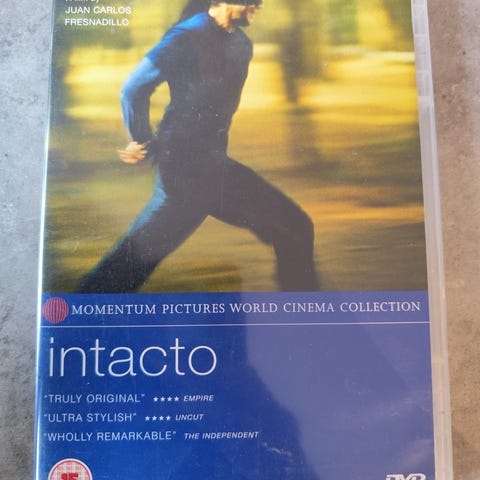 JUAN CARLOS
FRESNADILLO
MOMENTUM PICTURES WORLD CINEMA COLLECTION
intacto
"TRULY ORIGINAL" ★★★★ EMPIRE
"ULTRA STYLISH" ★★★★ UNCUT
"WHOLLY REMARKABLE" THE INDEPENDENT
15
DVD